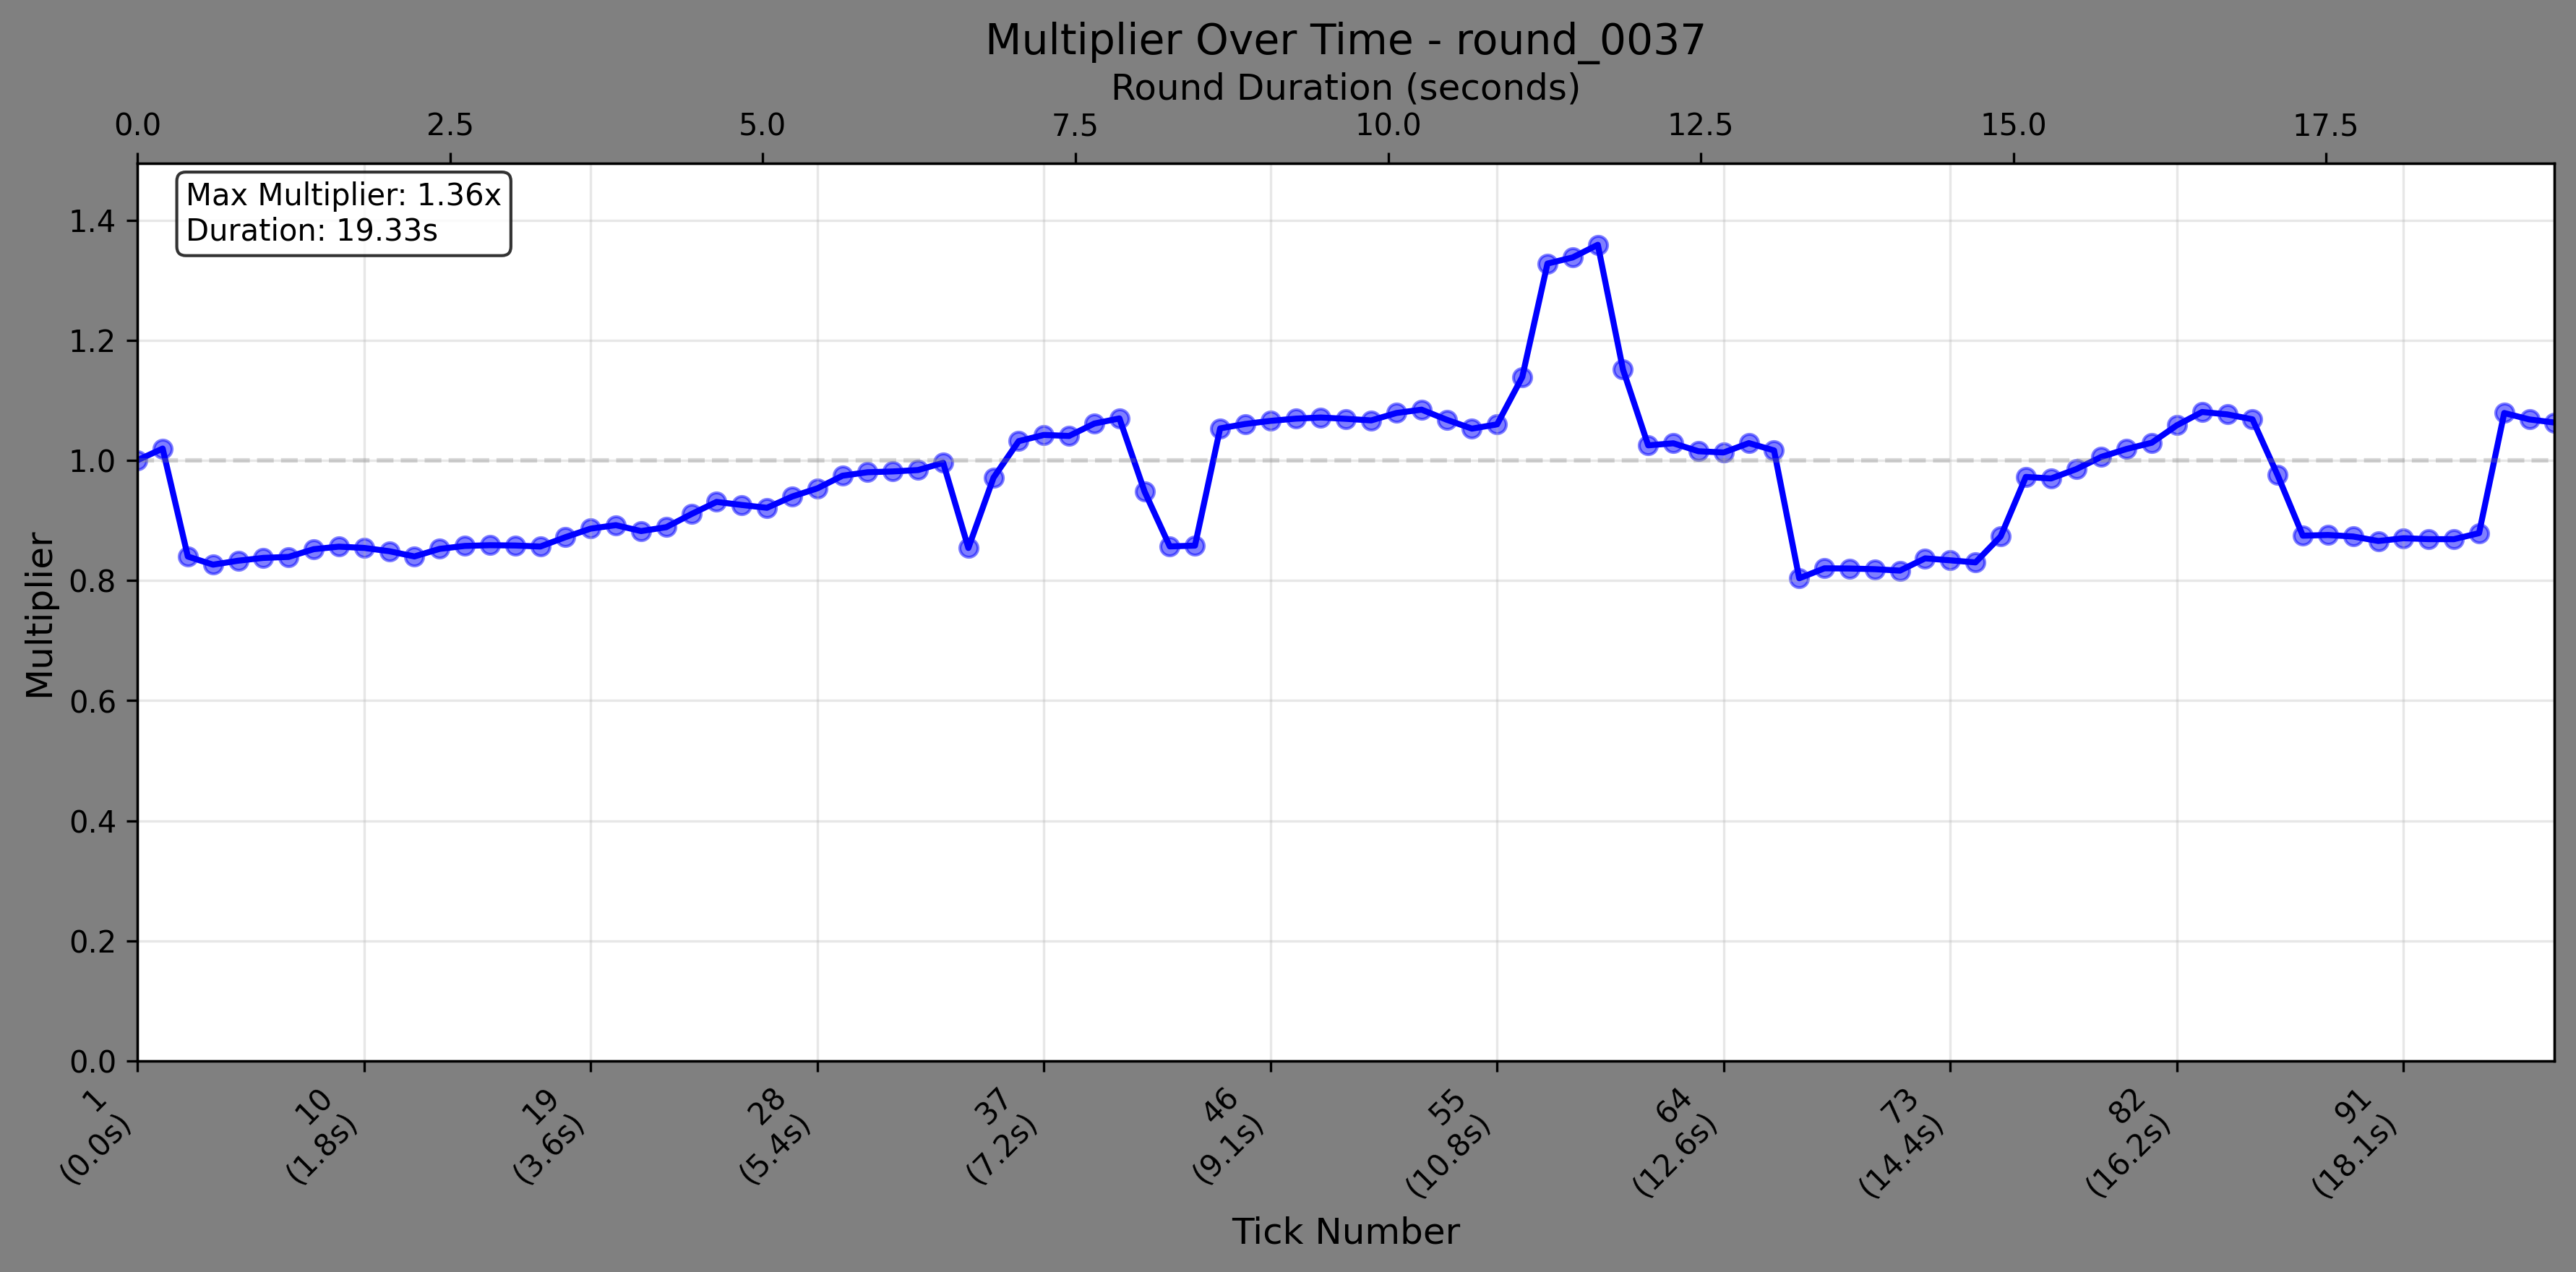 Multiplier Over Time - round_0037
Round Duration (seconds)
0.0 2.5 5.0 7.5 10.0 12.5 15.0 17.5
Max Multiplier: 1.36x
Duration: 19.33s
1.4
1.2
1.0
0.8
0.6
0.4
0.2
0.0
Multiplier
1 10 19 28 37 46 55 64 73 82 91
(0.0s) (1.8s) (3.6s) (5.4s) (7.2s) (9.1s) (10.8s) (12.6s) (14.4s) (16.2s) (18.1s)
Tick Number